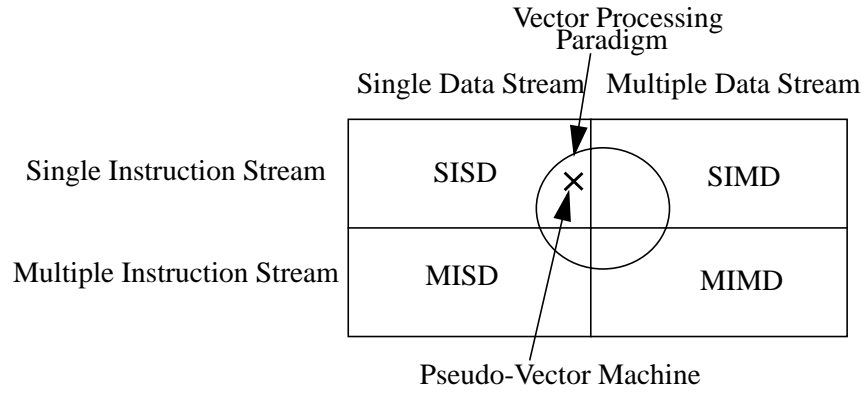 Vector Processing
Paradigm
Single Data Stream
Multiple Data Stream
Single Instruction Stream
SISD
SIMD
Multiple Instruction Stream
MISD
MIMD
Pseudo-Vector Machine